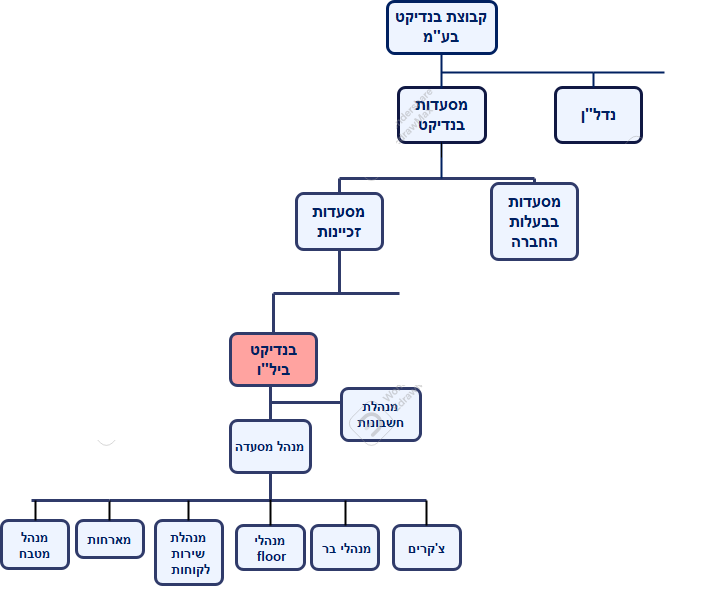 קבוצת בנדיקט
בע"מ
מסעדות
בנדיקט
נדל"ן
מסעדות
בבעלות
החברה
מסעדות
זכיינות
בנדיקט
ביל"ו
מנהלת
חשבונות
מנהל מסעדה
צ'קרים
מנהלי בר
מנהלי
floor
מנהלת
שירות
לקוחות
מארחות
מנהל
מטבח